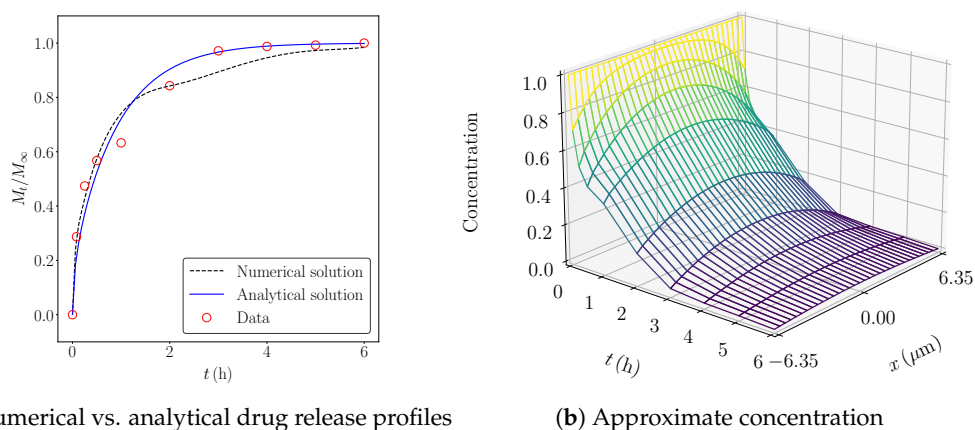 1.0
0.8
0.6
0.4
0.2
0.0
M_t/M_∞
0 2 4 6
t (h)
Numerical solution
Analytical solution
Data
1.0
0.8
0.6
0.4
0.2
0.0
Concentration
0 1 2 3 4 5 6
t (h)
−6.35 0.00 6.35
x (μm)
umerical vs. analytical drug release profiles
(b) Approximate concentration